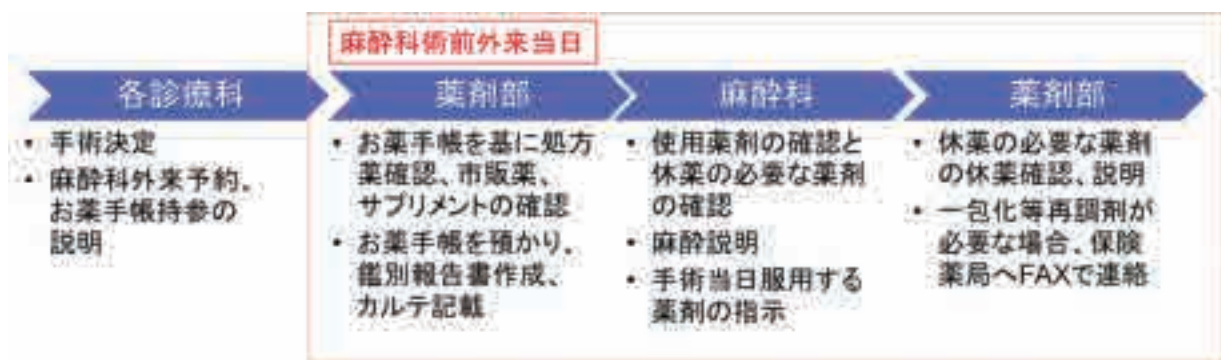 麻酔科術前外来当日
各診療科
薬剤部
麻酔科
薬剤部
• 手術決定
• 麻酔科外来予約、
お薬手帳持参の
説明
• お薬手帳を基に処方
薬確認、市販薬、
サプリメントの確認
• お薬手帳を預かり、
鑑別報告書作成、
カルテ記載
• 使用薬剤の確認と
休薬の必要な薬剤
の確認
• 麻酔説明
• 手術当日服用する
薬剤の指示
• 休薬の必要な薬剤
の休薬確認、説明
• 一包化等再調剤が
必要な場合、保険
薬局へFAXで連絡